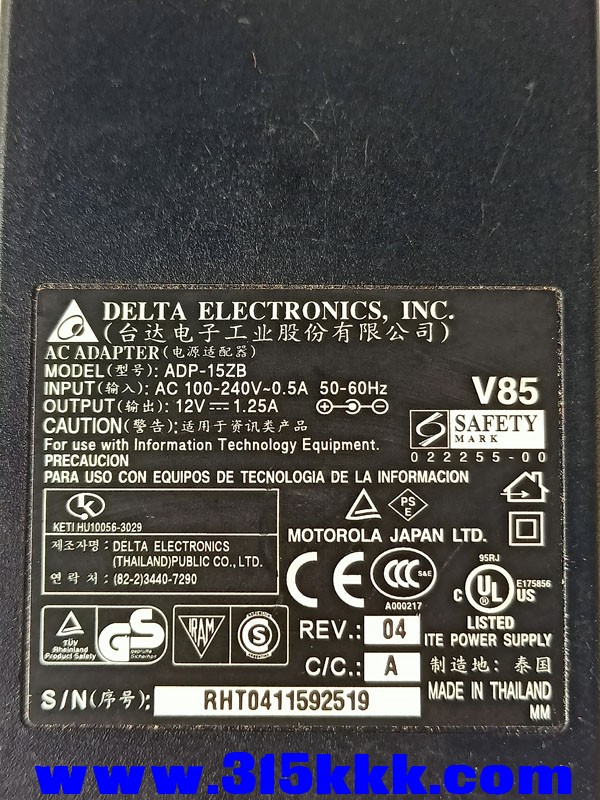 DELTA ELECTRONICS, INC.
(台达电子工业股份有限公司)
AC ADAPTER(电源适配器)
MODEL(型号): ADP-15ZB
INPUT(输入): AC 100-240V~0.5A 50-60Hz
OUTPUT(输出): 12V 1.25A
V85
CAUTION(警告):适用于资讯类产品
SAFETY
MARK
For use with Information Technology Equipment.
022255-00
PRECAUCION
PARA USO CON EQUIPOS DE TECNOLOGIA DE LA INFORMACION
KETI HU10056-3029
PS
E
제조자명 : DELTA ELECTRONICS
(THAILAND)PUBLIC CO., LTD.
연 락 처 : (82-2)3440-7290
MOTOROLA JAPAN LTD.
CE
CCC S&E
A000217
95RJ
C UL US
E175856
LISTED
ITE POWER SUPPLY
TÜV
Rheinland
Product Safety
GS
geprüfte
Sicherheit
IRAM
S
REV.: 04
C/C.: A
制造地: 泰国
MADE IN THAILAND
MM
S/N(序号): RHT0411592519
www.315kkk.com